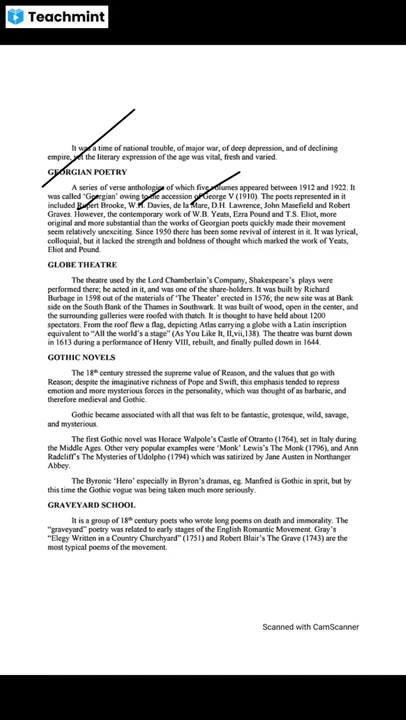 Teachmint
It was a time of national trouble, of major war, of deep depression, and of declining
empire, yet the literary expression of the age was vital, fresh and varied.
GEORGIAN POETRY
A series of verse anthologies of which five volumes appeared between 1912 and 1922. It
was called 'Georgian' owing to the accession of George V (1910). The poets represented in it
included Rupert Brooke, W.H. Davies, de la Mare, D.H. Lawrence, John Masefield and Robert
Graves. However, the contemporary work of W.B. Yeats, Ezra Pound and T.S. Eliot, more
original and more substantial than the works of Georgian poets quickly made their movement
seem relatively unexciting. Since 1950 there has been some revival of interest in it. It was lyrical,
colloquial, but it lacked the strength and boldness of thought which marked the work of Yeats,
Eliot and Pound.
GLOBE THEATRE
The theatre used by the Lord Chamberlain's Company, Shakespeare's plays were
performed there; he acted in it, and was one of the share-holders. It was built by Richard
Burbage in 1598 out of the materials of 'The Theater' erected in 1576; the new site was at Bank
side on the South Bank of the Thames in Southwark. It was built of wood, open in the center, and
the surrounding galleries were roofed with thatch. It is thought to have held about 1200
spectators. From the roof flew a flag, depicting Atlas carrying a globe with a Latin inscription
equivalent to "All the world's a stage" (As You Like It, II,vii,138). The theatre was burnt down
in 1613 during a performance of Henry VIII, rebuilt, and finally pulled down in 1644.
GOTHIC NOVELS
The 18th century stressed the supreme value of Reason, and the values that go with
Reason; despite the imaginative richness of Pope and Swift, this emphasis tended to repress
emotion and more mysterious forces in the personality, which was thought of as barbaric, and
therefore medieval and Gothic.
Gothic became associated with all that was felt to be fantastic, grotesque, wild, savage,
and mysterious.
The first Gothic novel was Horace Walpole's Castle of Otranto (1764), set in Italy during
the Middle Ages. Other very popular examples were 'Monk' Lewis's The Monk (1796), and Ann
Radcliff's The Mysteries of Udolpho (1794) which was satirized by Jane Austen in Northanger
Abbey.
The Byronic 'Hero' especially in Byron's dramas, eg. Manfred is Gothic in sprit, but by
this time the Gothic vogue was being taken much more seriously.
GRAVEYARD SCHOOL
It is a group of 18th century poets who wrote long poems on death and immorality. The
"graveyard" poetry was related to early stages of the English Romantic Movement. Gray's
"Elegy Written in a Country Churchyard" (1751) and Robert Blair's The Grave (1743) are the
most typical poems of the movement.
Scanned with CamScanner